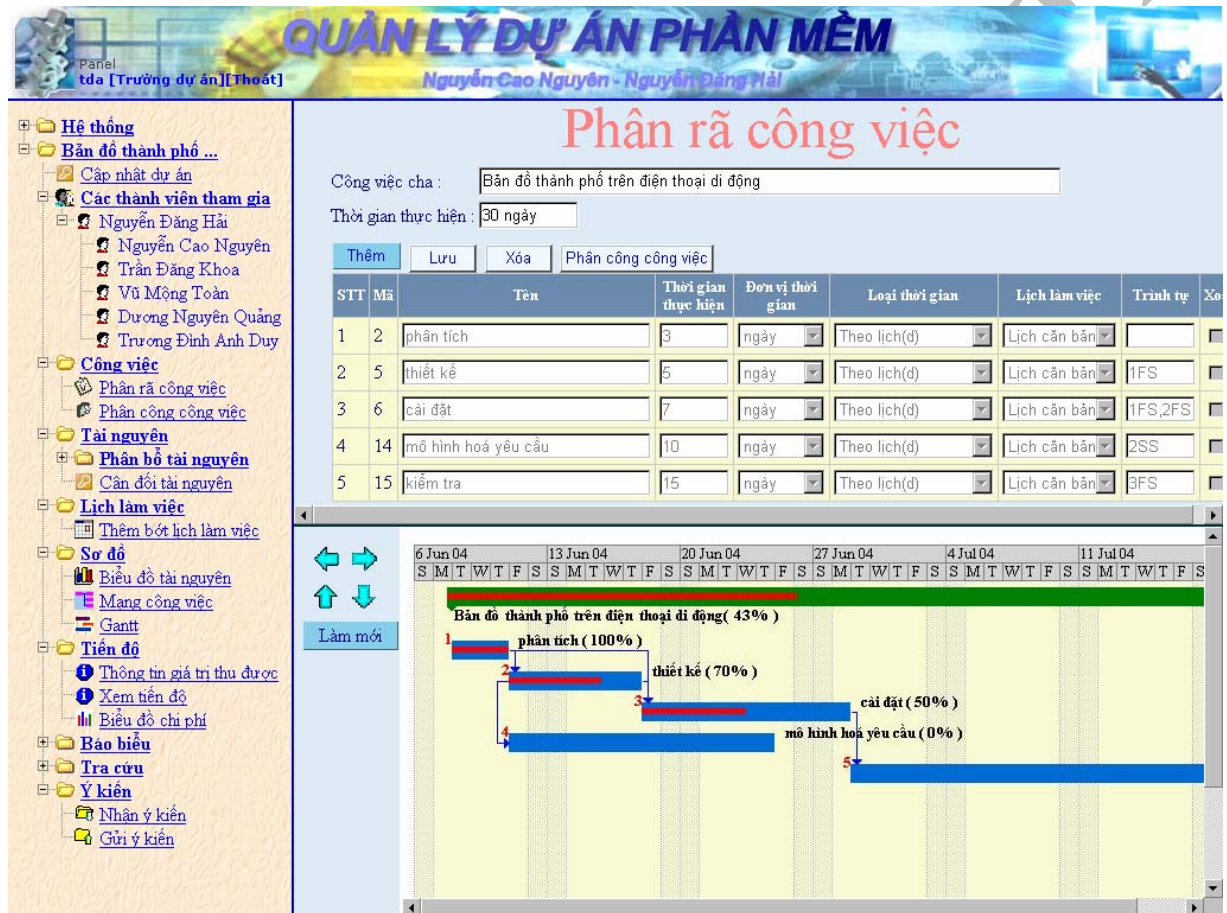 QUẢN LÝ DỰ ÁN PHẦN MỀM
Panel
tda [Trưởng dự án][Thoát]
Nguyễn Cao Nguyên - Nguyễn Đăng Hải
Hệ thống
Bản đồ thành phố ...
Cập nhật dự án
Các thành viên tham gia
Nguyễn Đăng Hải
Nguyễn Cao Nguyên
Trần Đăng Khoa
Vũ Mộng Toàn
Dương Nguyên Quảng
Trương Đình Anh Duy
Công việc
Phân rã công việc
Phân công công việc
Tài nguyên
Phân bổ tài nguyên
Cân đối tài nguyên
Lịch làm việc
Thêm bớt lịch làm việc
Sơ đồ
Biểu đồ tài nguyên
Mạng công việc
Gantt
Tiến độ
Thông tin giá trị thu được
Xem tiến độ
Biểu đồ chi phí
Báo biểu
Tra cứu
Ý kiến
Nhận ý kiến
Gửi ý kiến
Phân rã công việc
Công việc cha : Bản đồ thành phố trên điện thoại di động
Thời gian thực hiện : 30 ngày
Thêm Lưu Xóa Phân công công việc
STT Mã Tên Thời gian thực hiện Đơn vị thời gian Loại thời gian Lịch làm việc Trình tự
1 2 phân tích 3 ngày Theo lịch(d) Lịch căn bản
2 5 thiết kế 5 ngày Theo lịch(d) Lịch căn bản 1FS
3 6 cài đặt 7 ngày Theo lịch(d) Lịch căn bản 1FS,2FS
4 14 mô hình hoá yêu cầu 10 ngày Theo lịch(d) Lịch căn bản 2SS
5 15 kiểm tra 15 ngày Theo lịch(d) Lịch căn bản 3FS
6 Jun 04 13 Jun 04 20 Jun 04 27 Jun 04 4 Jul 04 11 Jul 04
S M T W T F S S M T W T F S S M T W T F S S M T W T F S S M T W T F S S M T W T F S
Làm mới
Bản đồ thành phố trên điện thoại di động( 43% )
1 phân tích ( 100% )
2 thiết kế ( 70% )
3 cài đặt ( 50% )
4 mô hình hoá yêu cầu ( 0% )
5